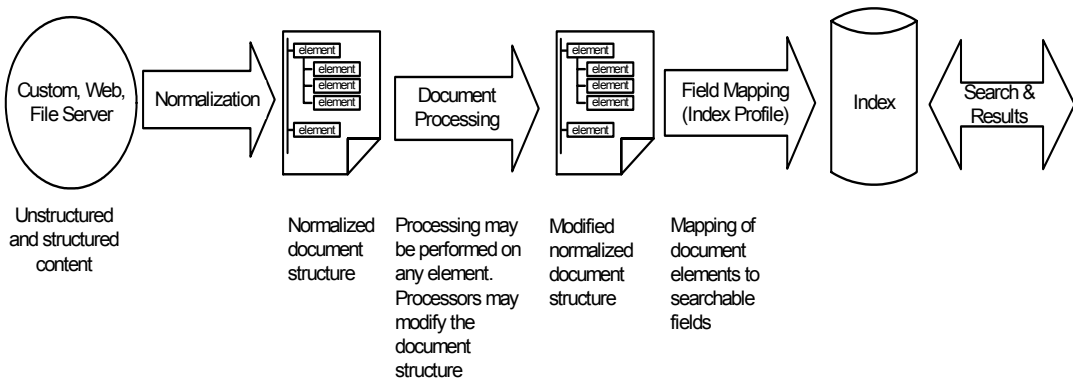 Custom, Web,
File Server
Normalization
element
element
element
element
element
Document
Processing
element
element
element
element
element
Field Mapping
(Index Profile)
Index
Search &
Results
Unstructured
and structured
content
Normalized
document
structure
Processing may
be performed on
any element.
Processors may
modify the
document
structure
Modified
normalized
document
structure
Mapping of
document
elements to
searchable
fields